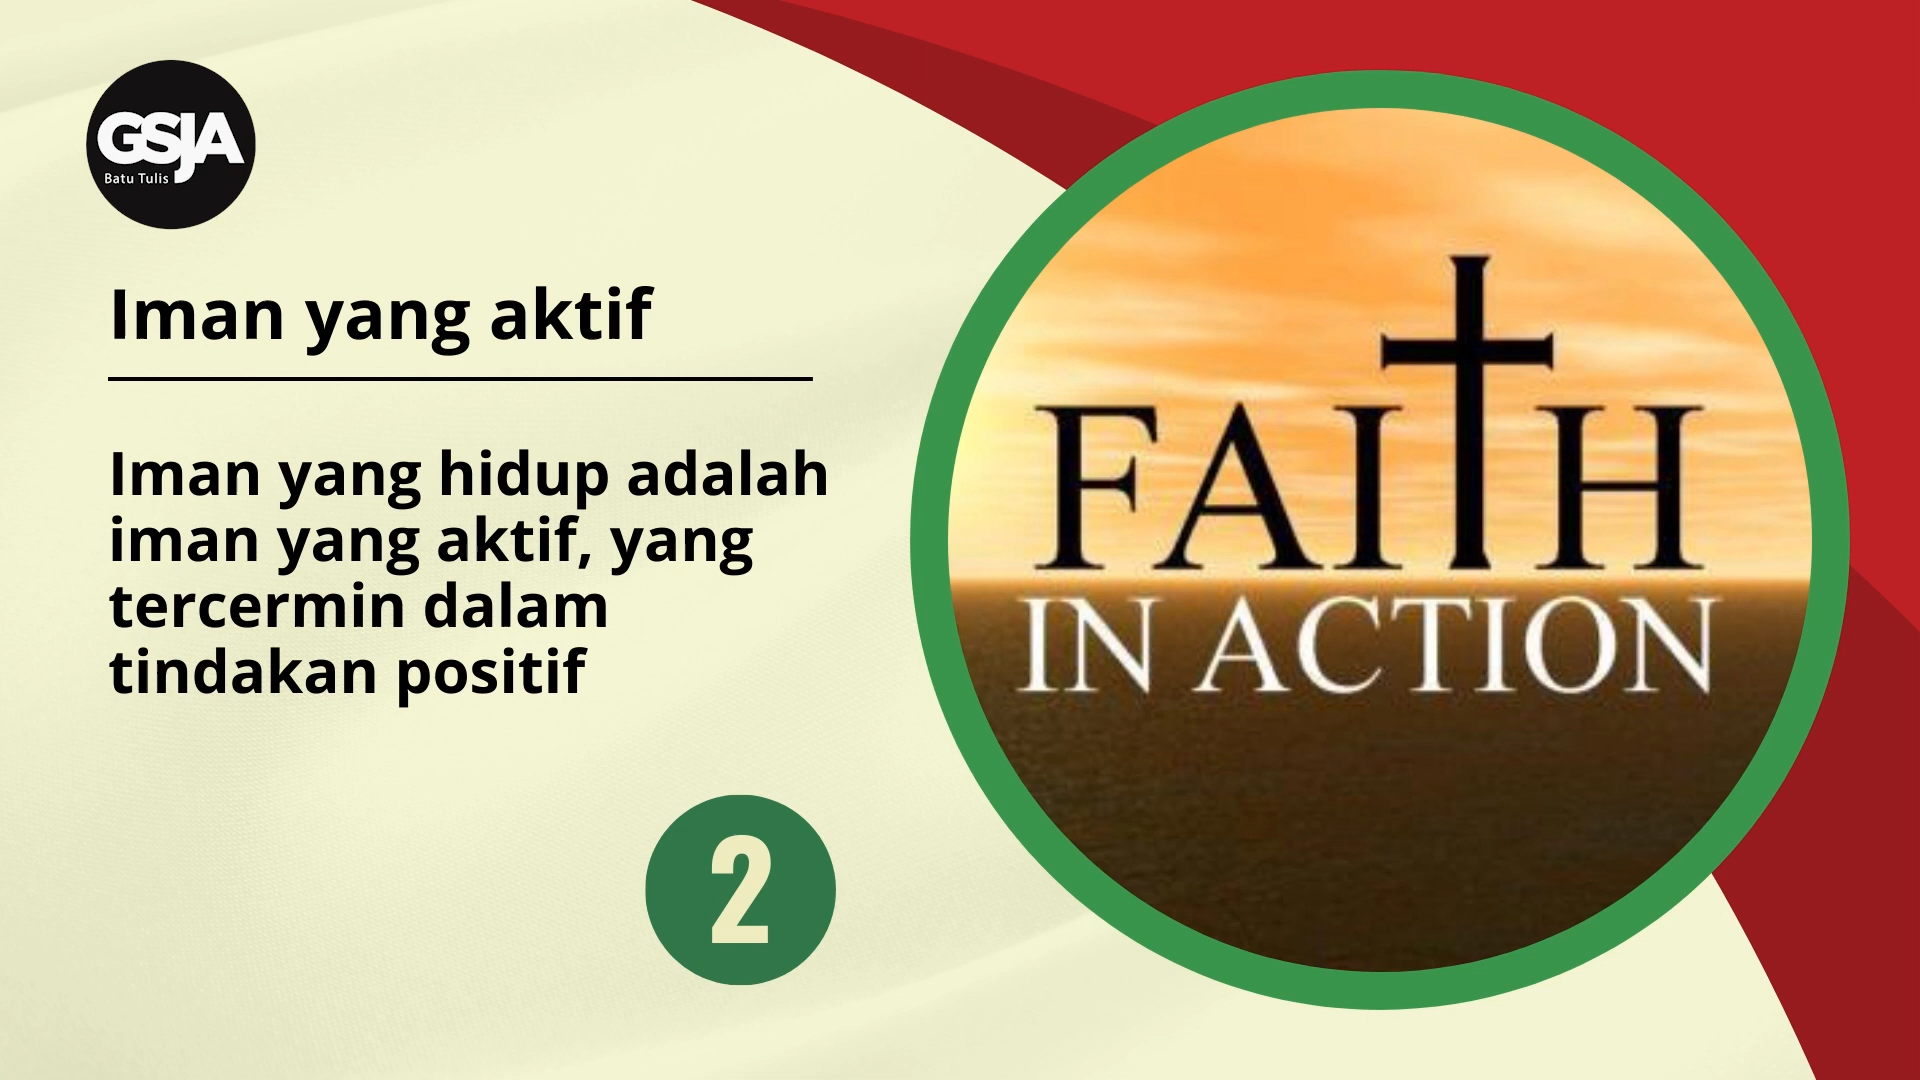 GSJA
Batu Tulis
Iman yang aktif
Iman yang hidup adalah
iman yang aktif, yang
tercermin dalam
tindakan positif
2
FAITH
IN ACTION